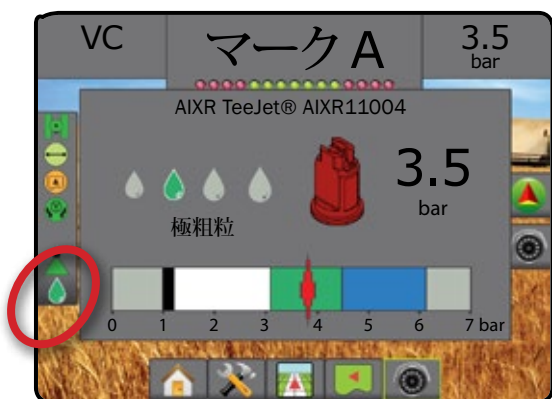 VC
マーク A
3.5
bar
AIXR TeeJet® AIXR11004
3.5
bar
極粗粒
0 1 2 3 4 5 6 7 bar